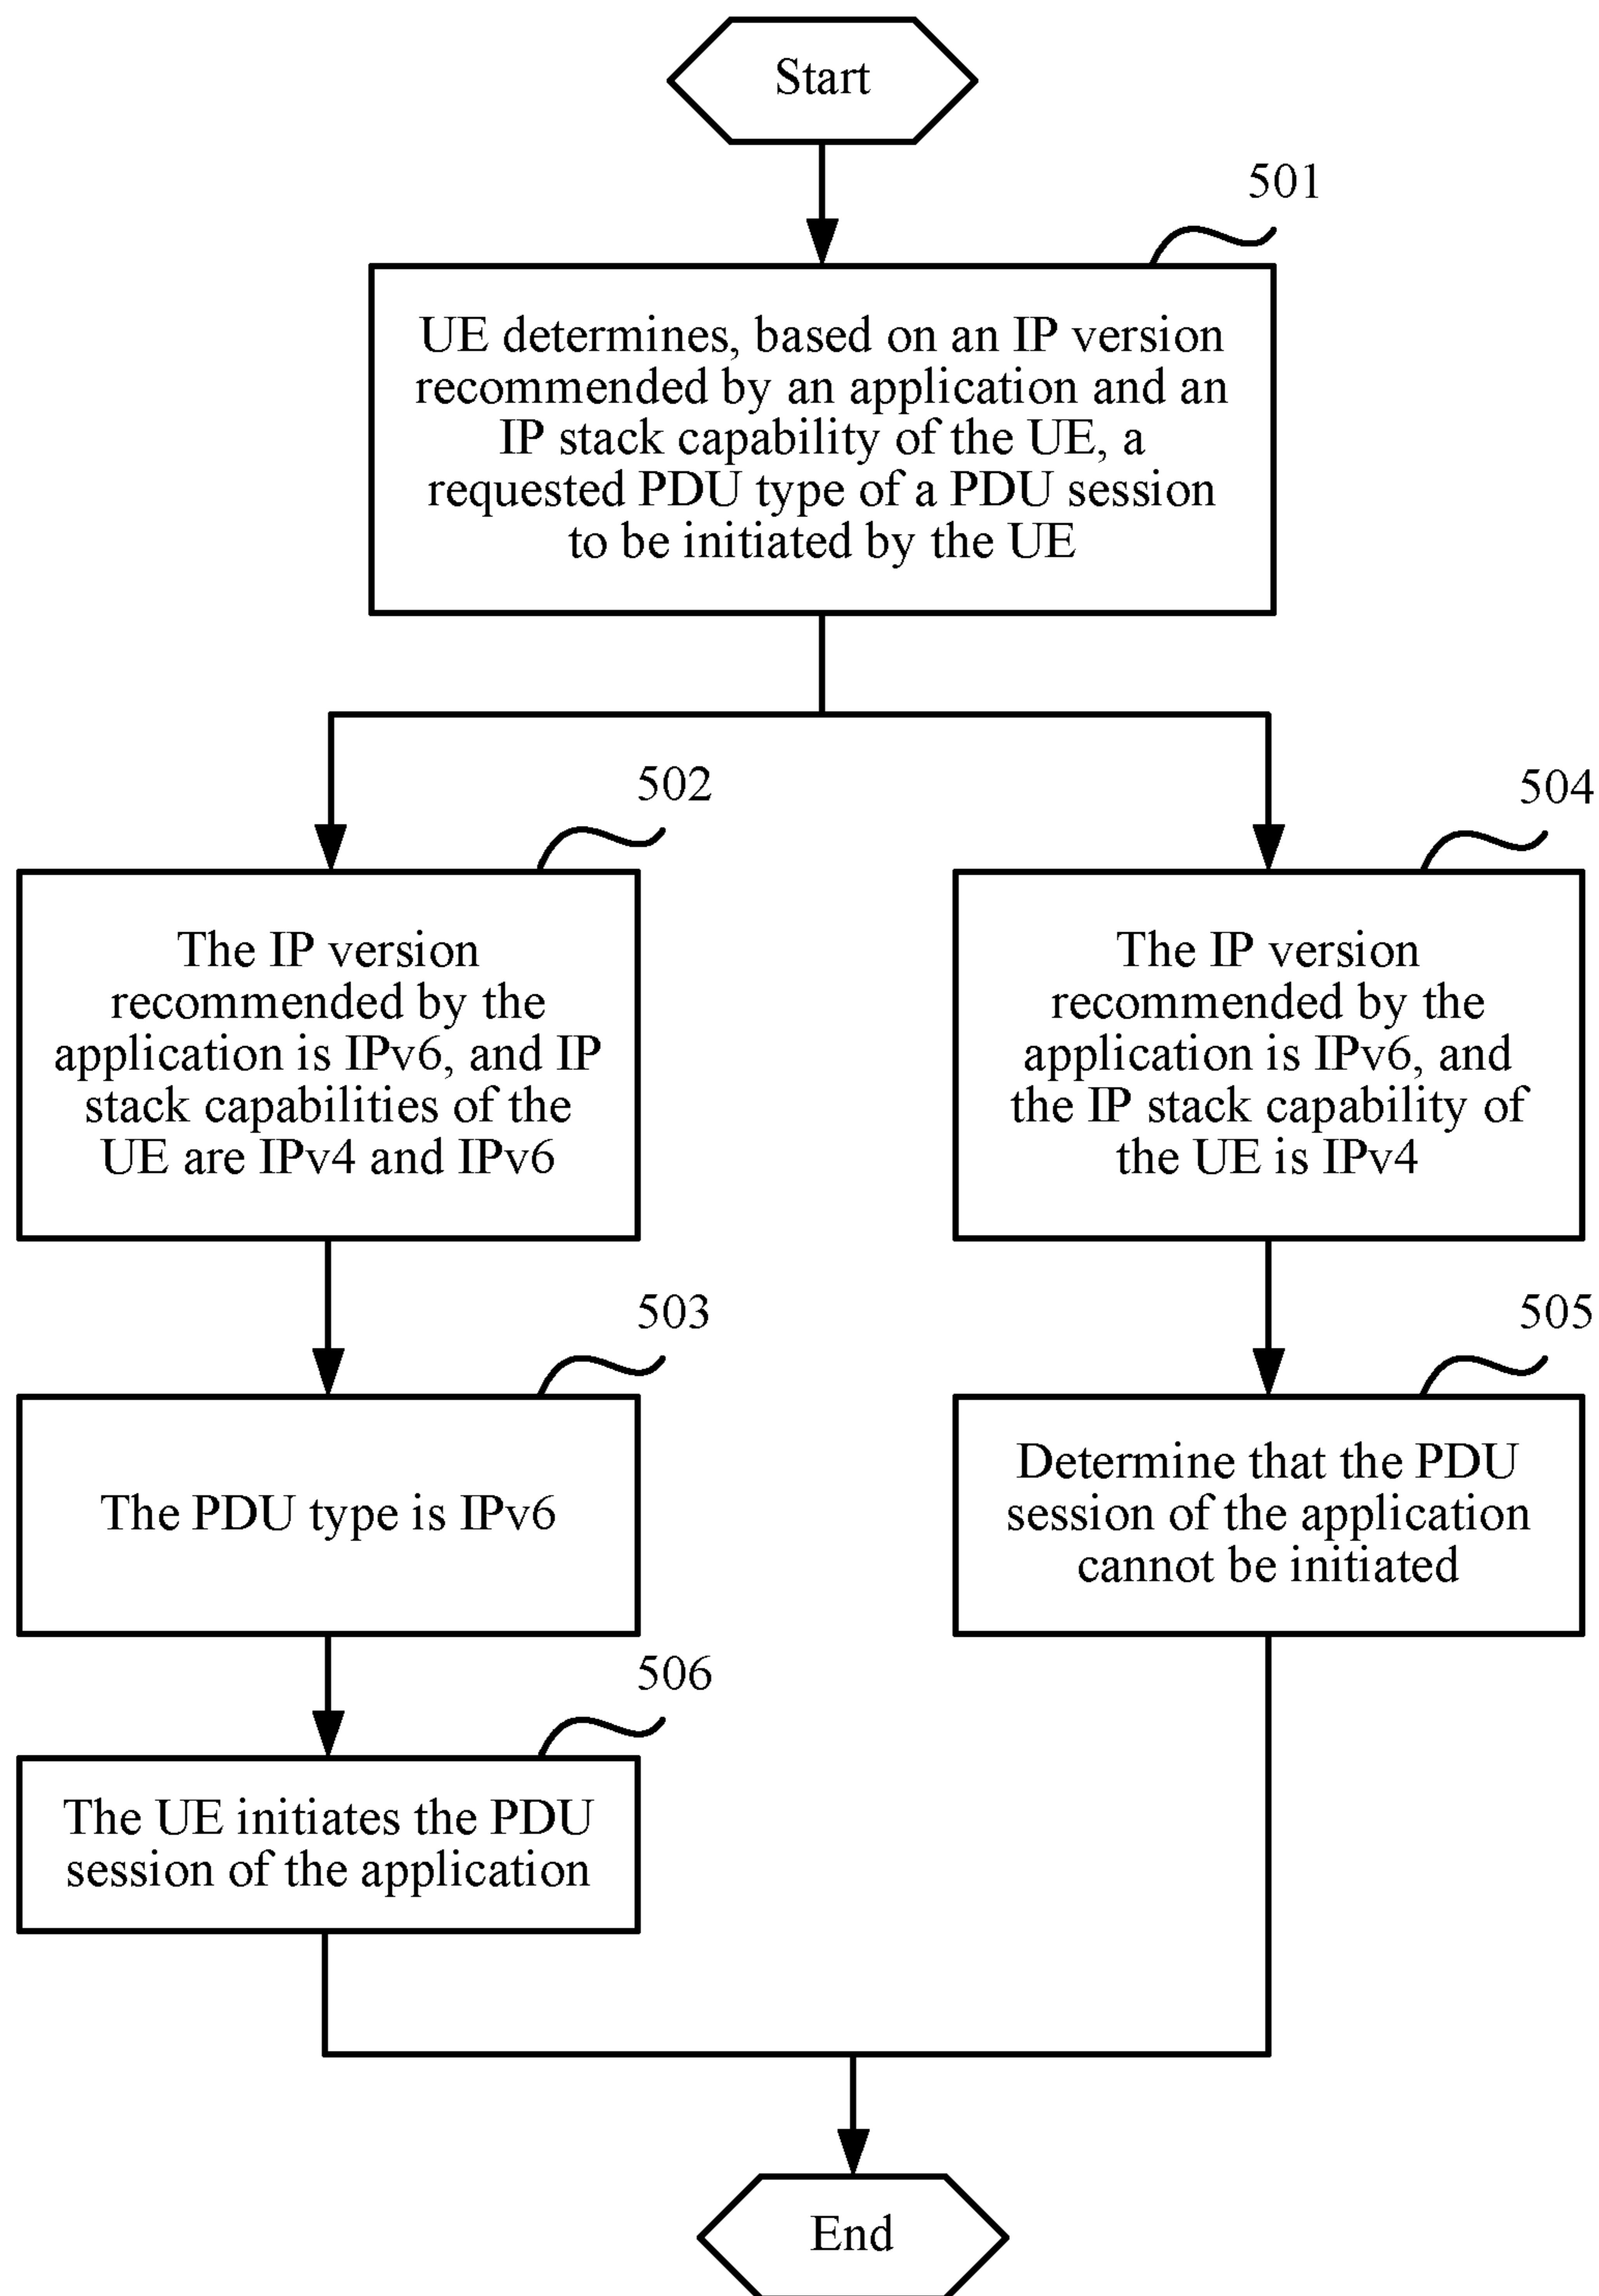 Start
501
UE determines, based on an IP version
recommended by an application and an
IP stack capability of the UE, a
requested PDU type of a PDU session
to be initiated by the UE
502
The IP version
recommended by the
application is IPv6, and IP
stack capabilities of the
UE are IPv4 and IPv6
504
The IP version
recommended by the
application is IPv6, and
the IP stack capability of
the UE is IPv4
503
The PDU type is IPv6
505
Determine that the PDU
session of the application
cannot be initiated
506
The UE initiates the PDU
session of the application
End